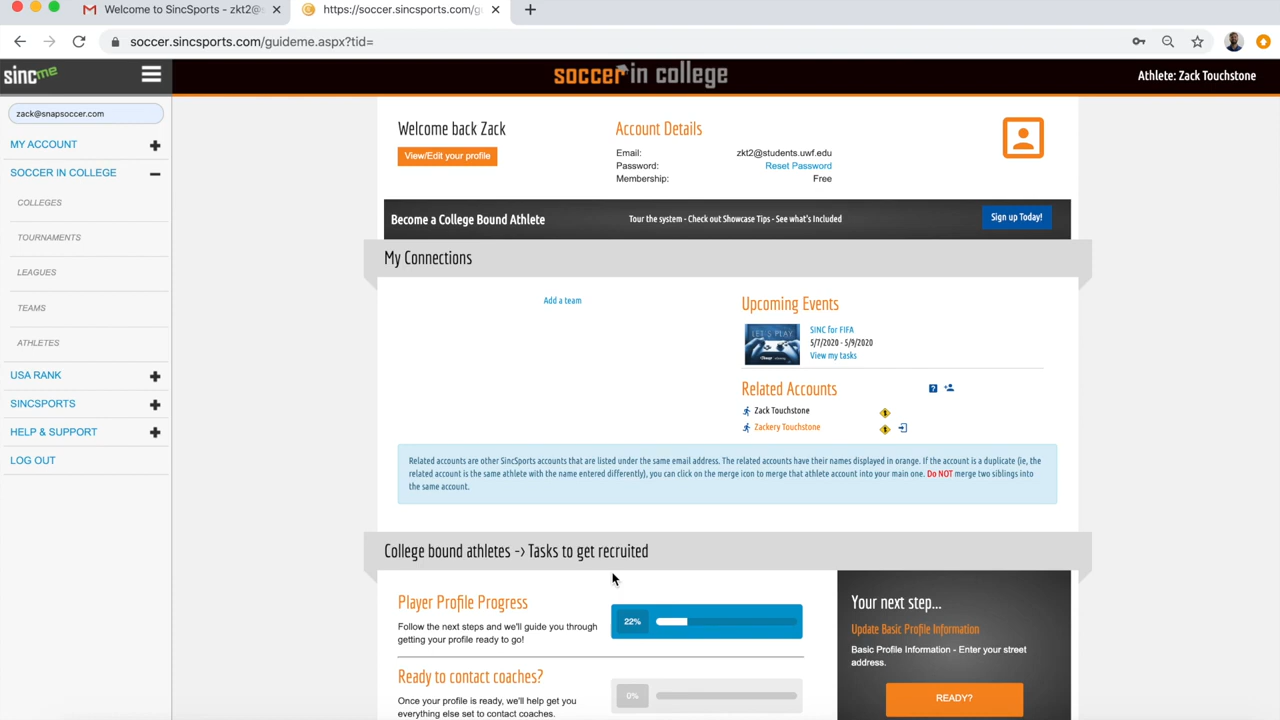 Welcome to SincSports - zkt2@
https://soccer.sincsports.com/g
soccer.sincsports.com/guideme.aspx?tid=
sincme
soccer in college
Athlete: Zack Touchstone
zack@snapsoccer.com
MY ACCOUNT
SOCCER IN COLLEGE
COLLEGES
TOURNAMENTS
LEAGUES
TEAMS
ATHLETES
USA RANK
SINCSPORTS
HELP & SUPPORT
LOG OUT
Welcome back Zack
View/Edit your profile
Account Details
Email: zkt2@students.uwf.edu
Password: Reset Password
Membership: Free
Become a College Bound Athlete
Tour the system - Check out Showcase Tips - See what's Included
Sign up Today!
My Connections
Add a team
Upcoming Events
LET'S PLAY
SINC for FIFA
5/7/2020 - 5/9/2020
View my tasks
Related Accounts
Zack Touchstone
Zackery Touchstone
Related accounts are other SincSports accounts that are listed under the same email address. The related accounts have their names displayed in orange. If the account is a duplicate (ie, the
related account is the same athlete with the name entered differently), you can click on the merge icon to merge that athlete account into your main one. Do NOT merge two siblings into
the same account.
College bound athletes -> Tasks to get recruited
Player Profile Progress
Follow the next steps and we'll guide you through
getting your profile ready to go!
22%
Ready to contact coaches?
Once your profile is ready, we'll help get you
everything else set to contact coaches.
0%
Your next step...
Update Basic Profile Information
Basic Profile Information - Enter your street
address.
READY?